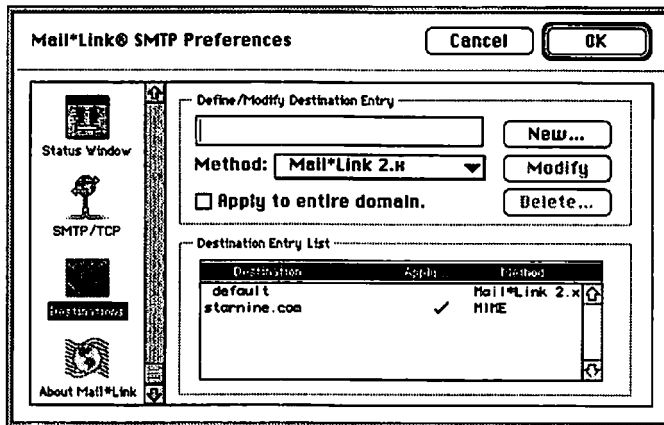 Mail*Link® SMTP Preferences
Cancel
OK
Status Window
SMTP/TCP
Destinations
About Mail*Link
Define/Modify Destination Entry
New...
Method: Mail*Link 2.x
Modify
Apply to entire domain.
Delete...
Destination Entry List
Destination Apply... Method
default Mail*Link 2.x
starnine.com ✓ MIME